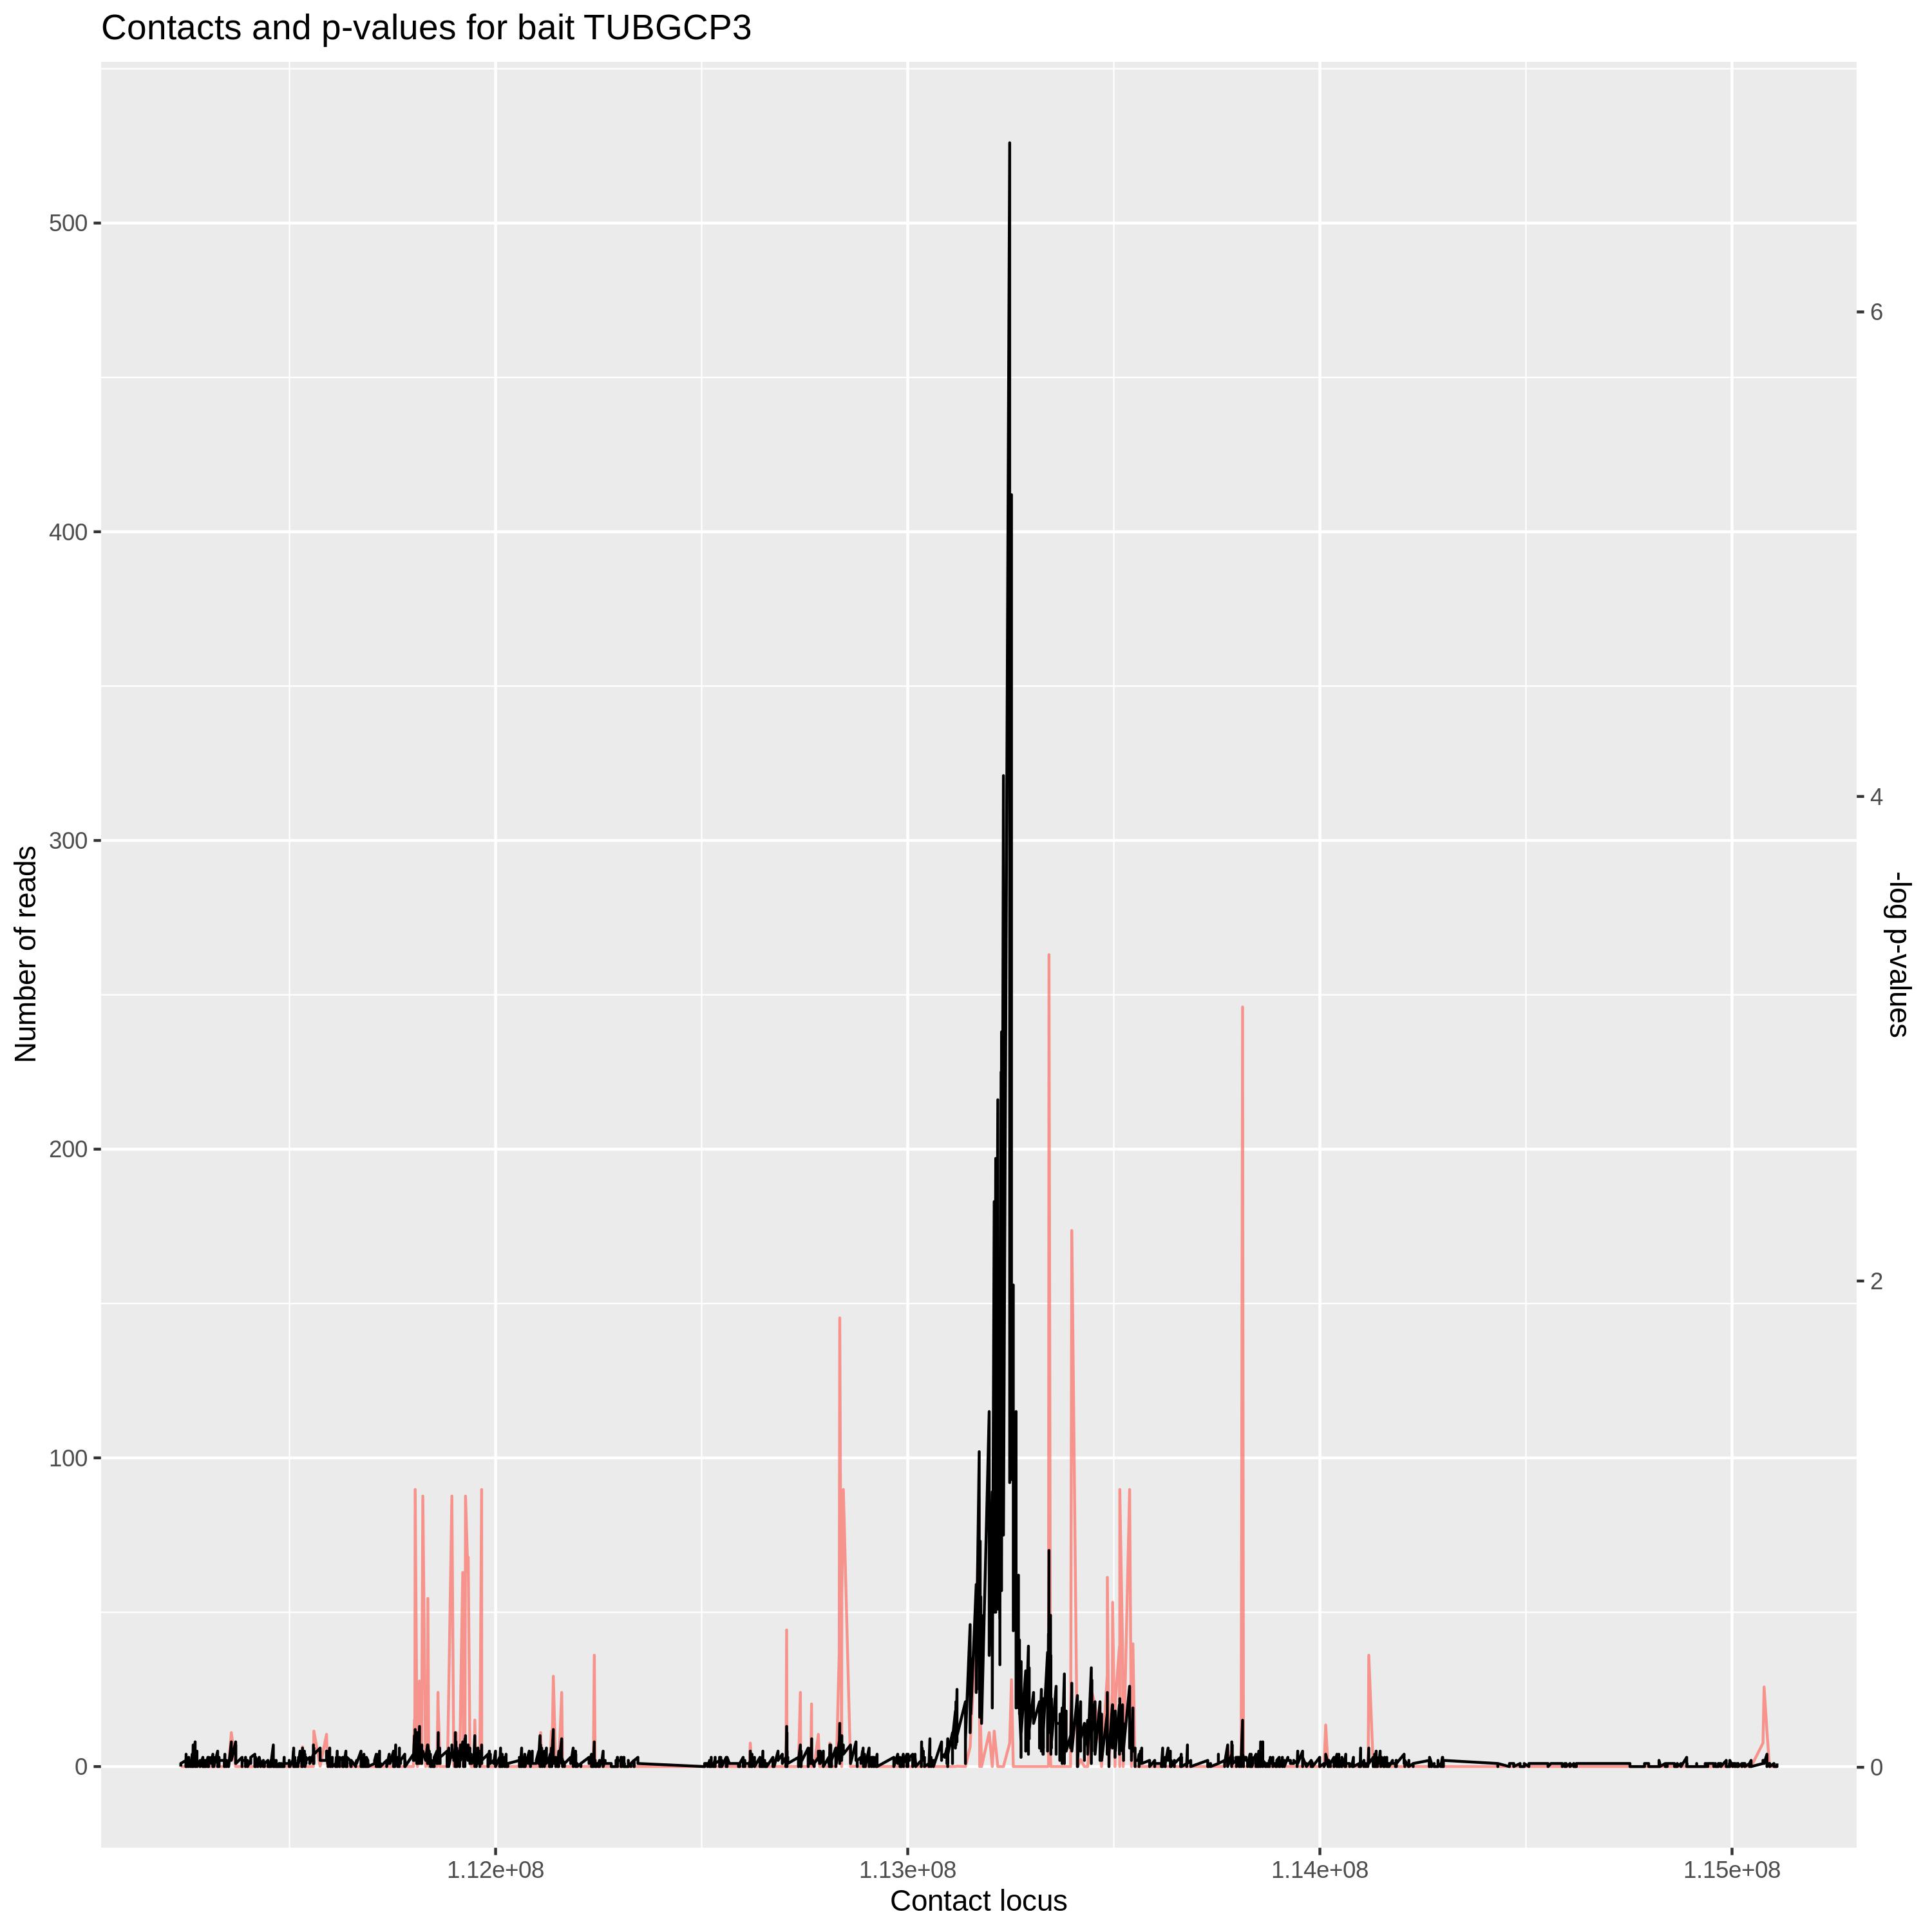 Contacts and p-values for bait TUBGCP3
500
400
300
200
100
0
Number of reads
6
4
2
0
-log p-values
1.12e+08
1.13e+08
1.14e+08
1.15e+08
Contact locus